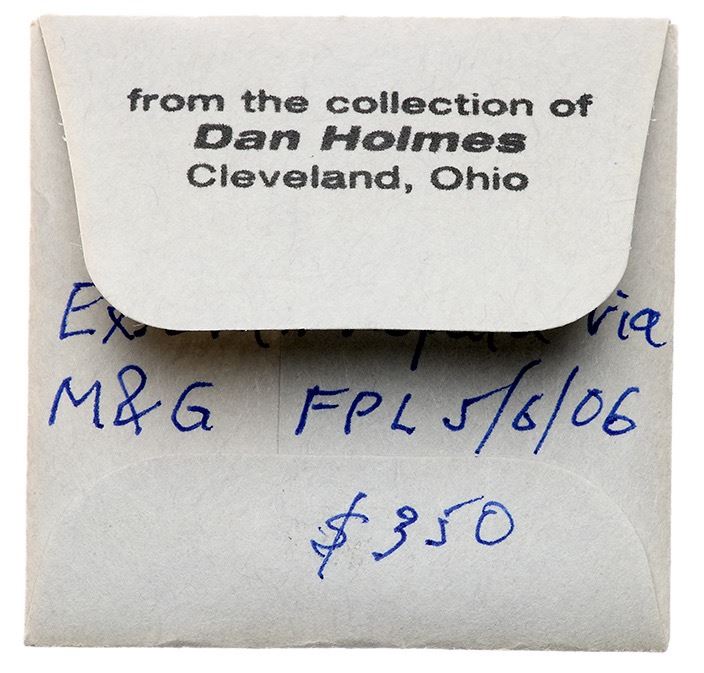 from the collection of
Dan Holmes
Cleveland, Ohio
Ex. via
M&G FPL 5/6/06
$350